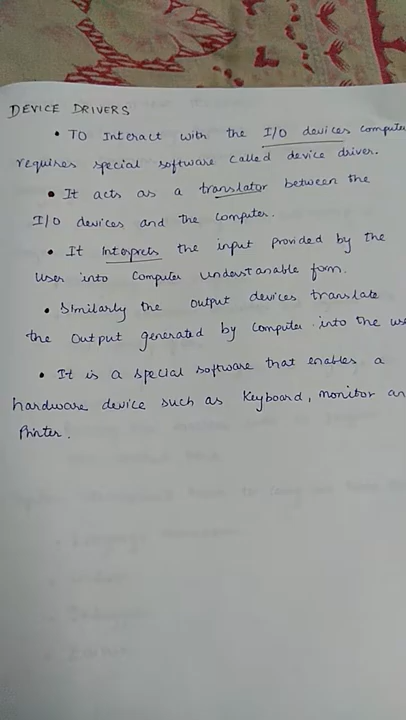 DEVICE DRIVERS
• TO Interact with the I/O devices compute
requires special software called device driver.
• It acts as a translator between the
I/O devices and the computer.
• It Interprets the input provided by the
User into Computer Understanable form.
• Similarly the output devices translate
the Output generated by Computer into the us
• It is a special software that enables a
hardware device such as Keyboard, monitor an
Printer.